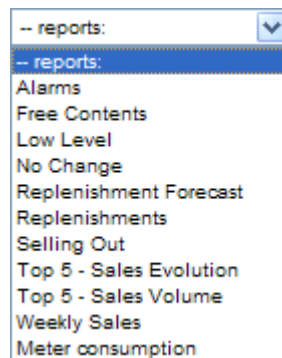 -- reports:
-- reports:
Alarms
Free Contents
Low Level
No Change
Replenishment Forecast
Replenishments
Selling Out
Top 5 - Sales Evolution
Top 5 - Sales Volume
Weekly Sales
Meter consumption